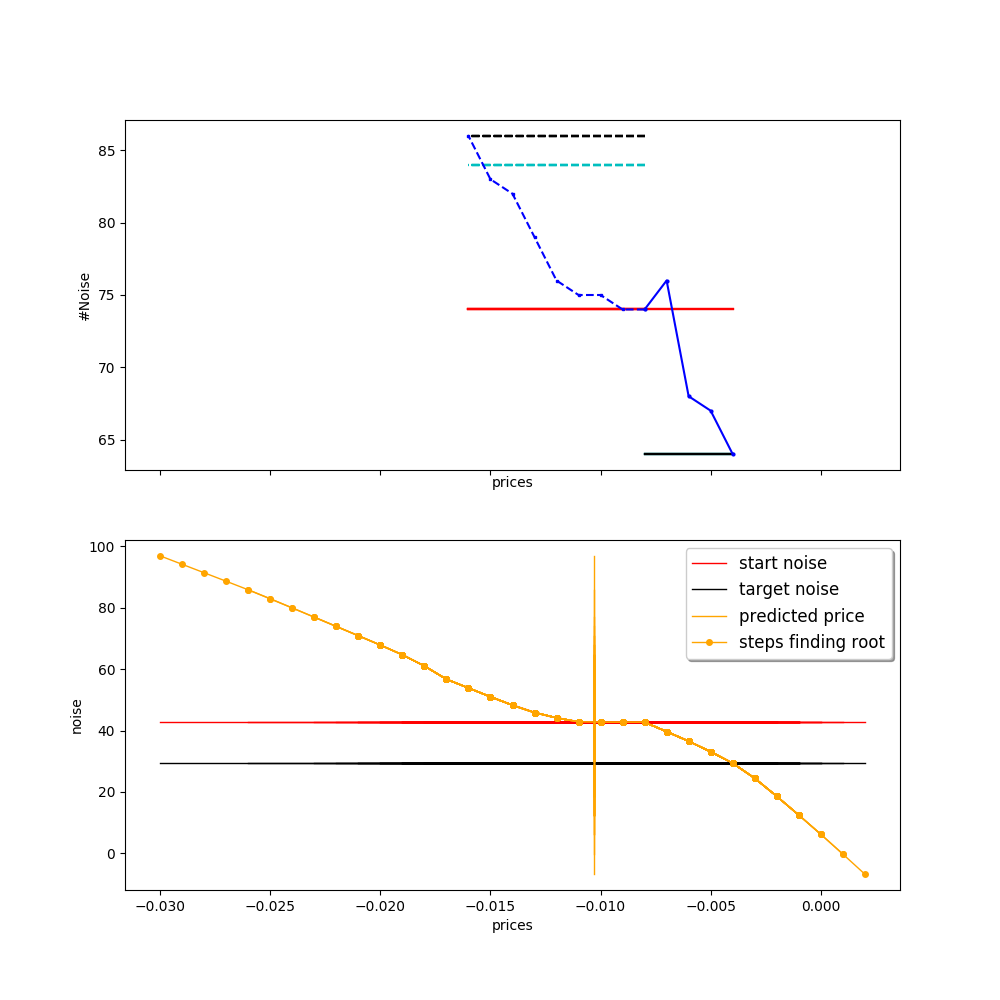 85
80
75
70
65
#Noise
prices
100
80
60
40
20
0
noise
start noise
target noise
predicted price
steps finding root
−0.030 −0.025 −0.020 −0.015 −0.010 −0.005 0.000
prices